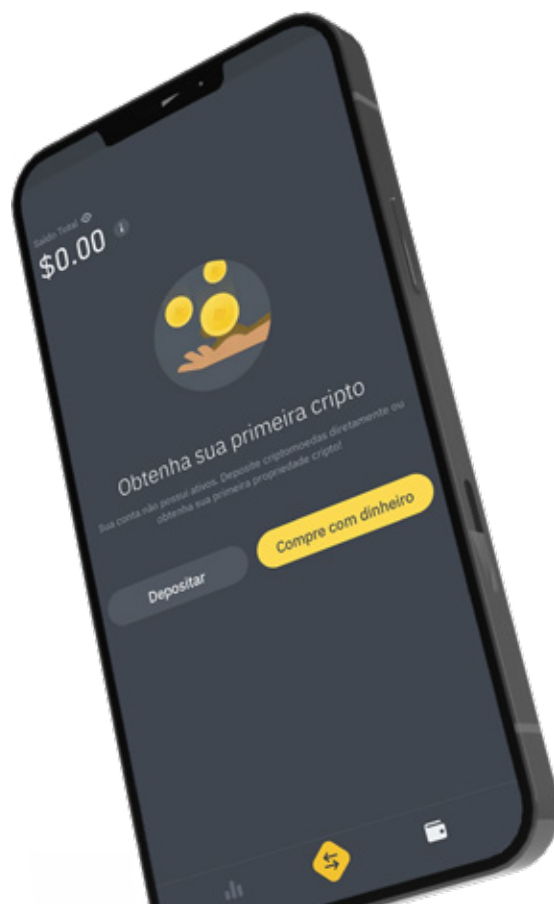 Saldo Total
$0.00
Obtenha sua primeira cripto
Sua conta não possui ativos. Deposite criptomoedas diretamente ou
obtenha sua primeira propriedade cripto!
Depositar
Compre com dinheiro